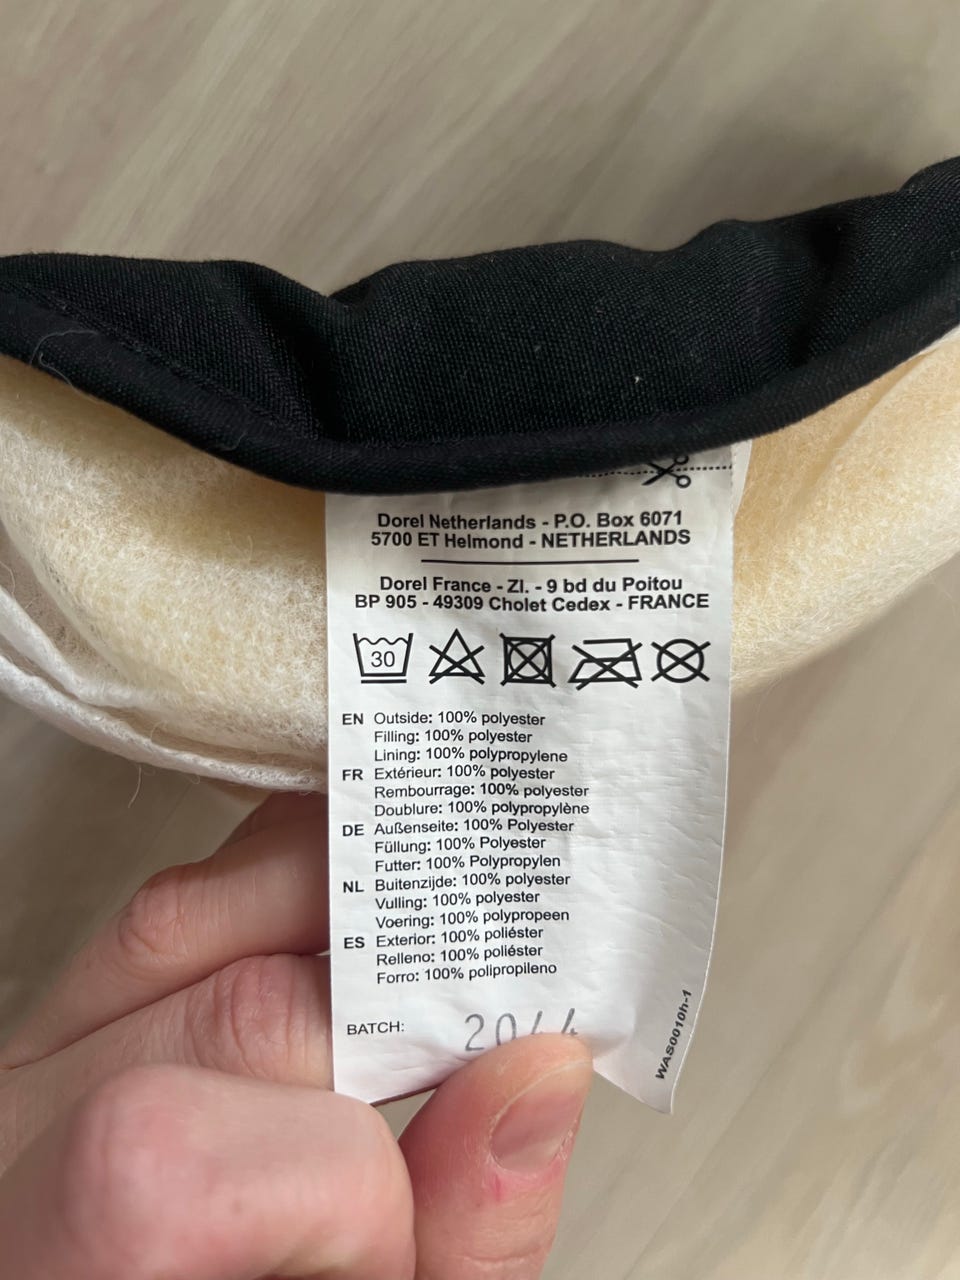 Dorel Netherlands - P.O. Box 6071
5700 ET Helmond - NETHERLANDS
Dorel France - ZI. - 9 bd du Poitou
BP 905 - 49309 Cholet Cedex - FRANCE
30
EN Outside: 100% polyester
Filling: 100% polyester
Lining: 100% polypropylene
FR Extérieur: 100% polyester
Rembourrage: 100% polyester
Doublure: 100% polypropylène
DE Außenseite: 100% Polyester
Füllung: 100% Polyester
Futter: 100% Polypropylen
NL Buitenzijde: 100% polyester
Vulling: 100% polyester
Voering: 100% polypropeen
ES Exterior: 100% poliéster
Relleno: 100% poliéster
Forro: 100% polipropileno
BATCH:
WAS0010h-1